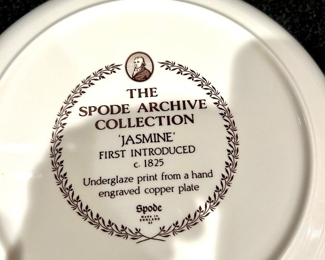 THE
SPODE ARCHIVE
COLLECTION
'JASMINE'
FIRST INTRODUCED
c. 1825
Underglaze print from a hand
engraved copper plate
Spode
MADE IN
ENGLAND